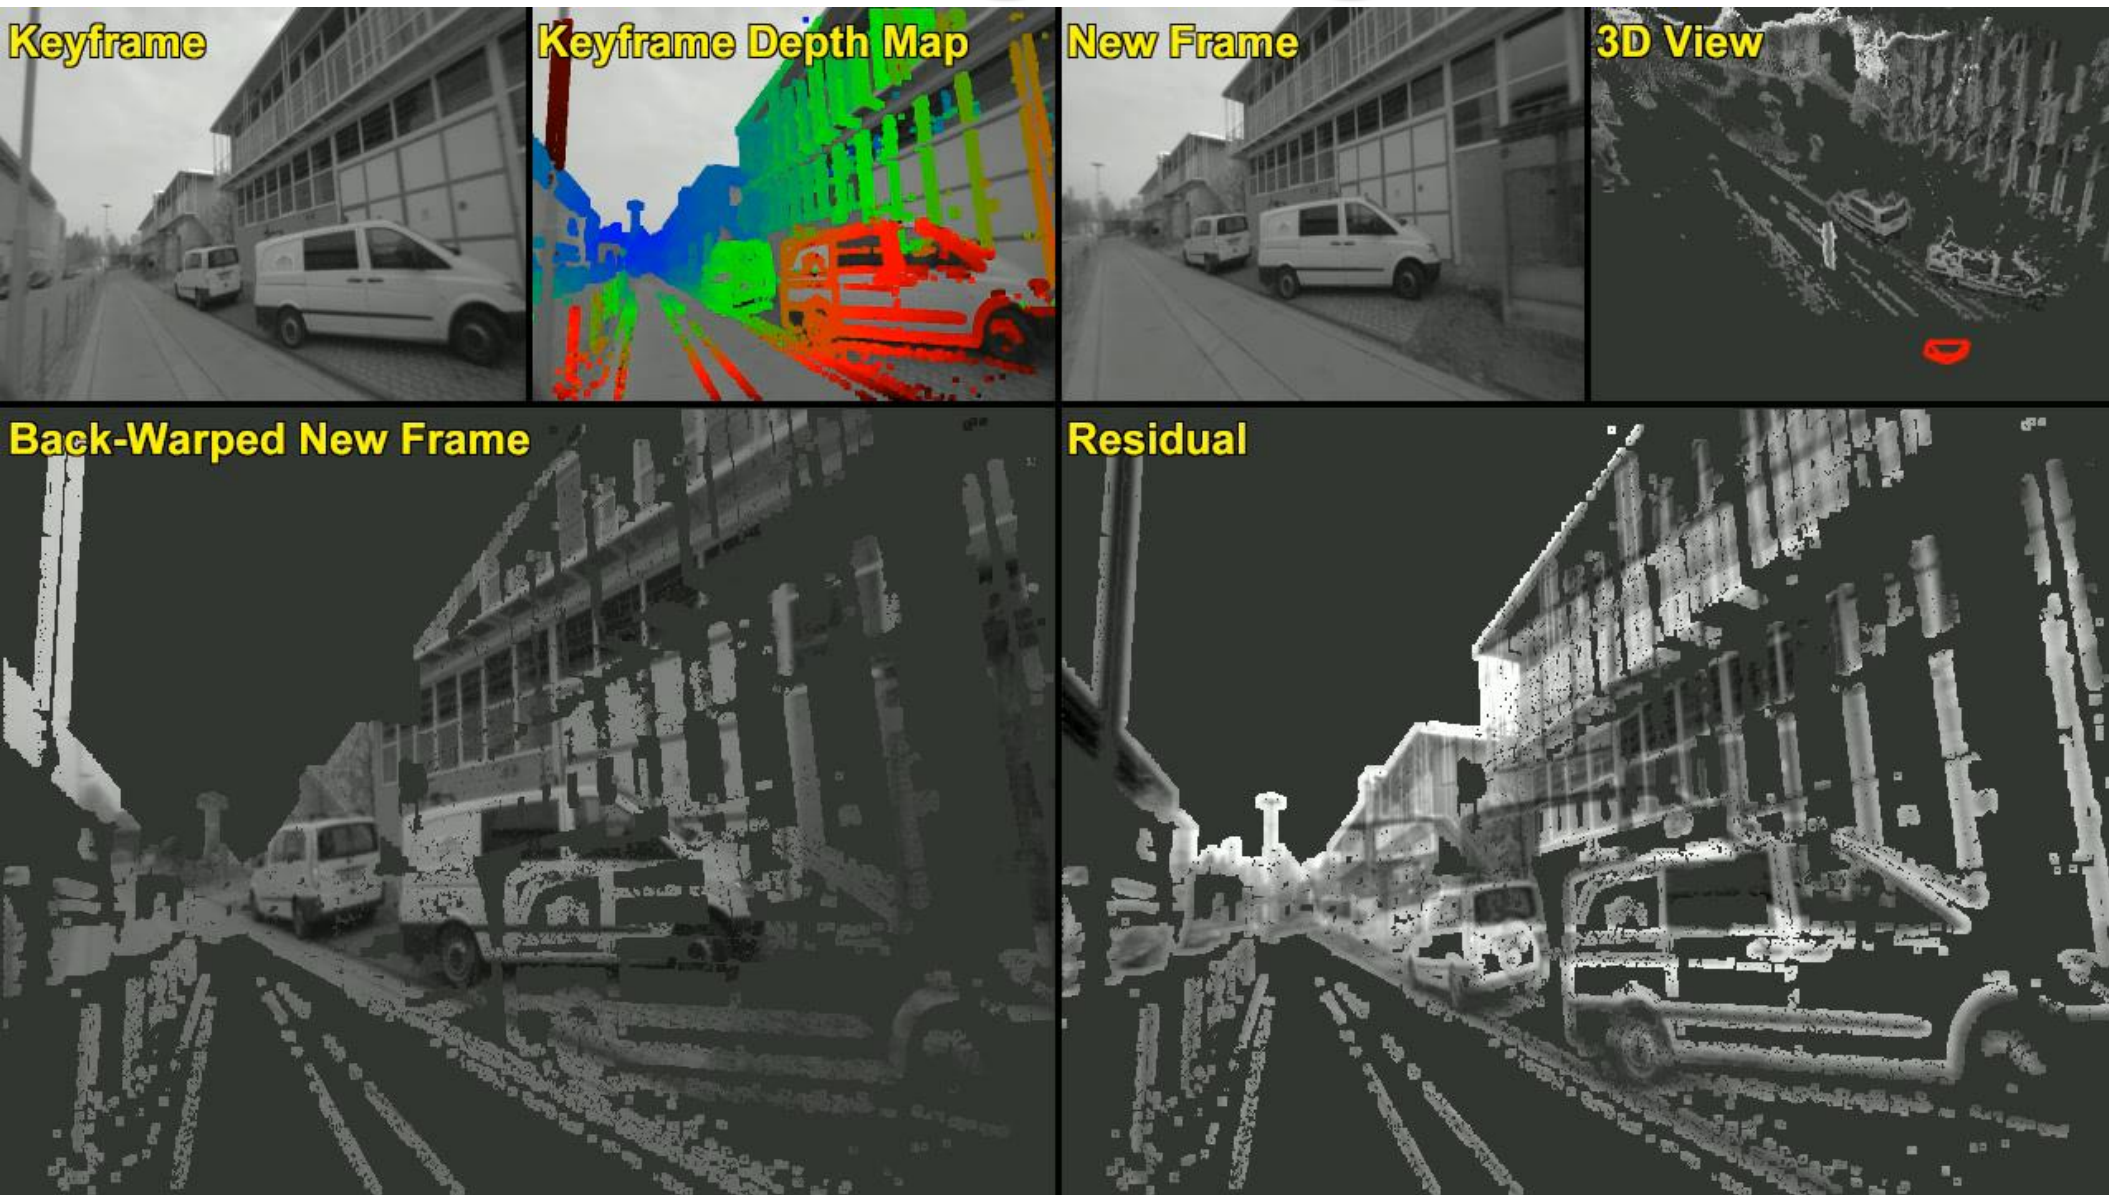 Keyframe
Keyframe Depth Map
New Frame
3D View
Back-Warped New Frame
Residual